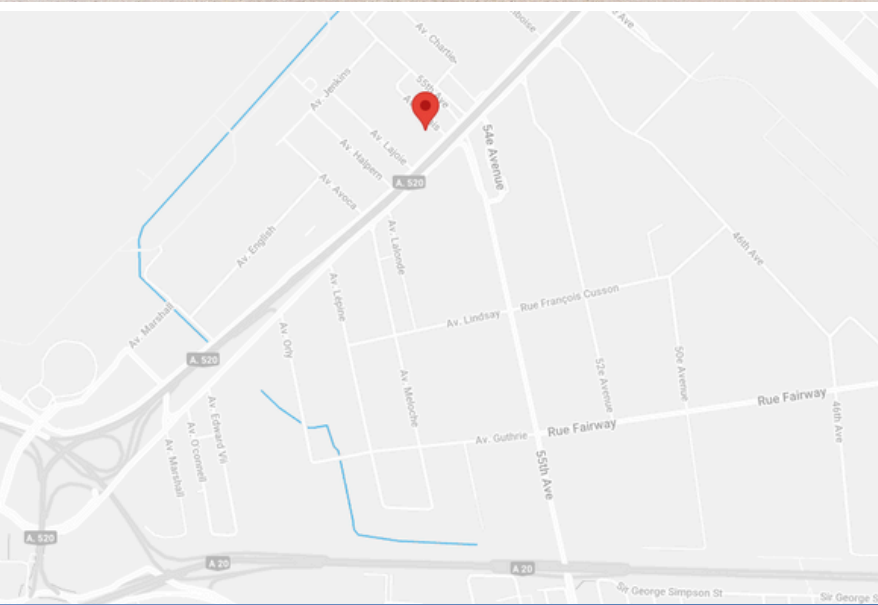 Av. Chartier
55th Ave
Av. Jenkins
Av. Lajoie
Av. Halpern
54e Avenue
A. 520
Av. Avoca
Av. English
Av. Lalonde
46th Ave
Av. Lépine
Rue François Cusson
Av. Lindsay
Av. Marshall
Av. Orly
A. 520
52e Avenue
50e Avenue
Av. Meloche
Rue Fairway
46th Ave
Av. Edward VII
Av. O'connell
Av. Marshall
Av. Guthrie
Rue Fairway
55th Ave
A. 520
A 20
A 20
Sir George Simpson St
Sir George S